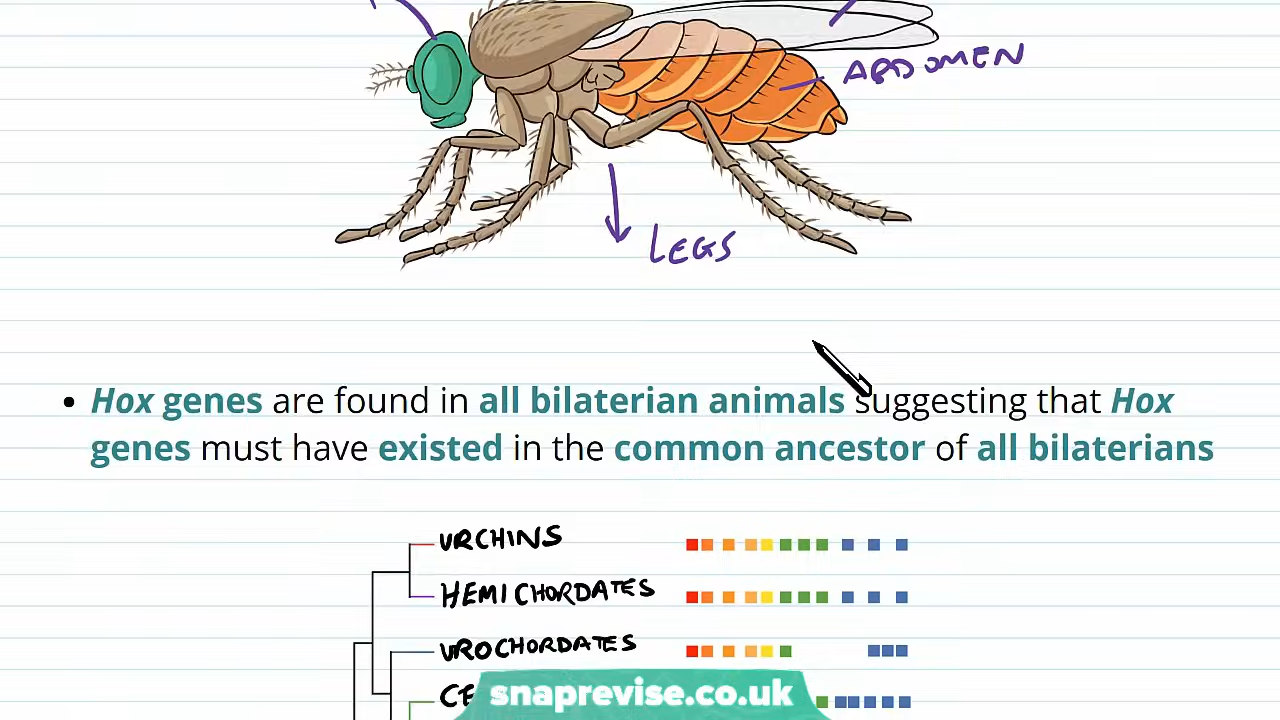 ABDOMEN
LEGS
• Hox genes are found in all bilaterian animals suggesting that Hox
genes must have existed in the common ancestor of all bilaterians
URCHINS
HEMICHORDATES
UROCHORDATES
CE
snaprevise.co.uk